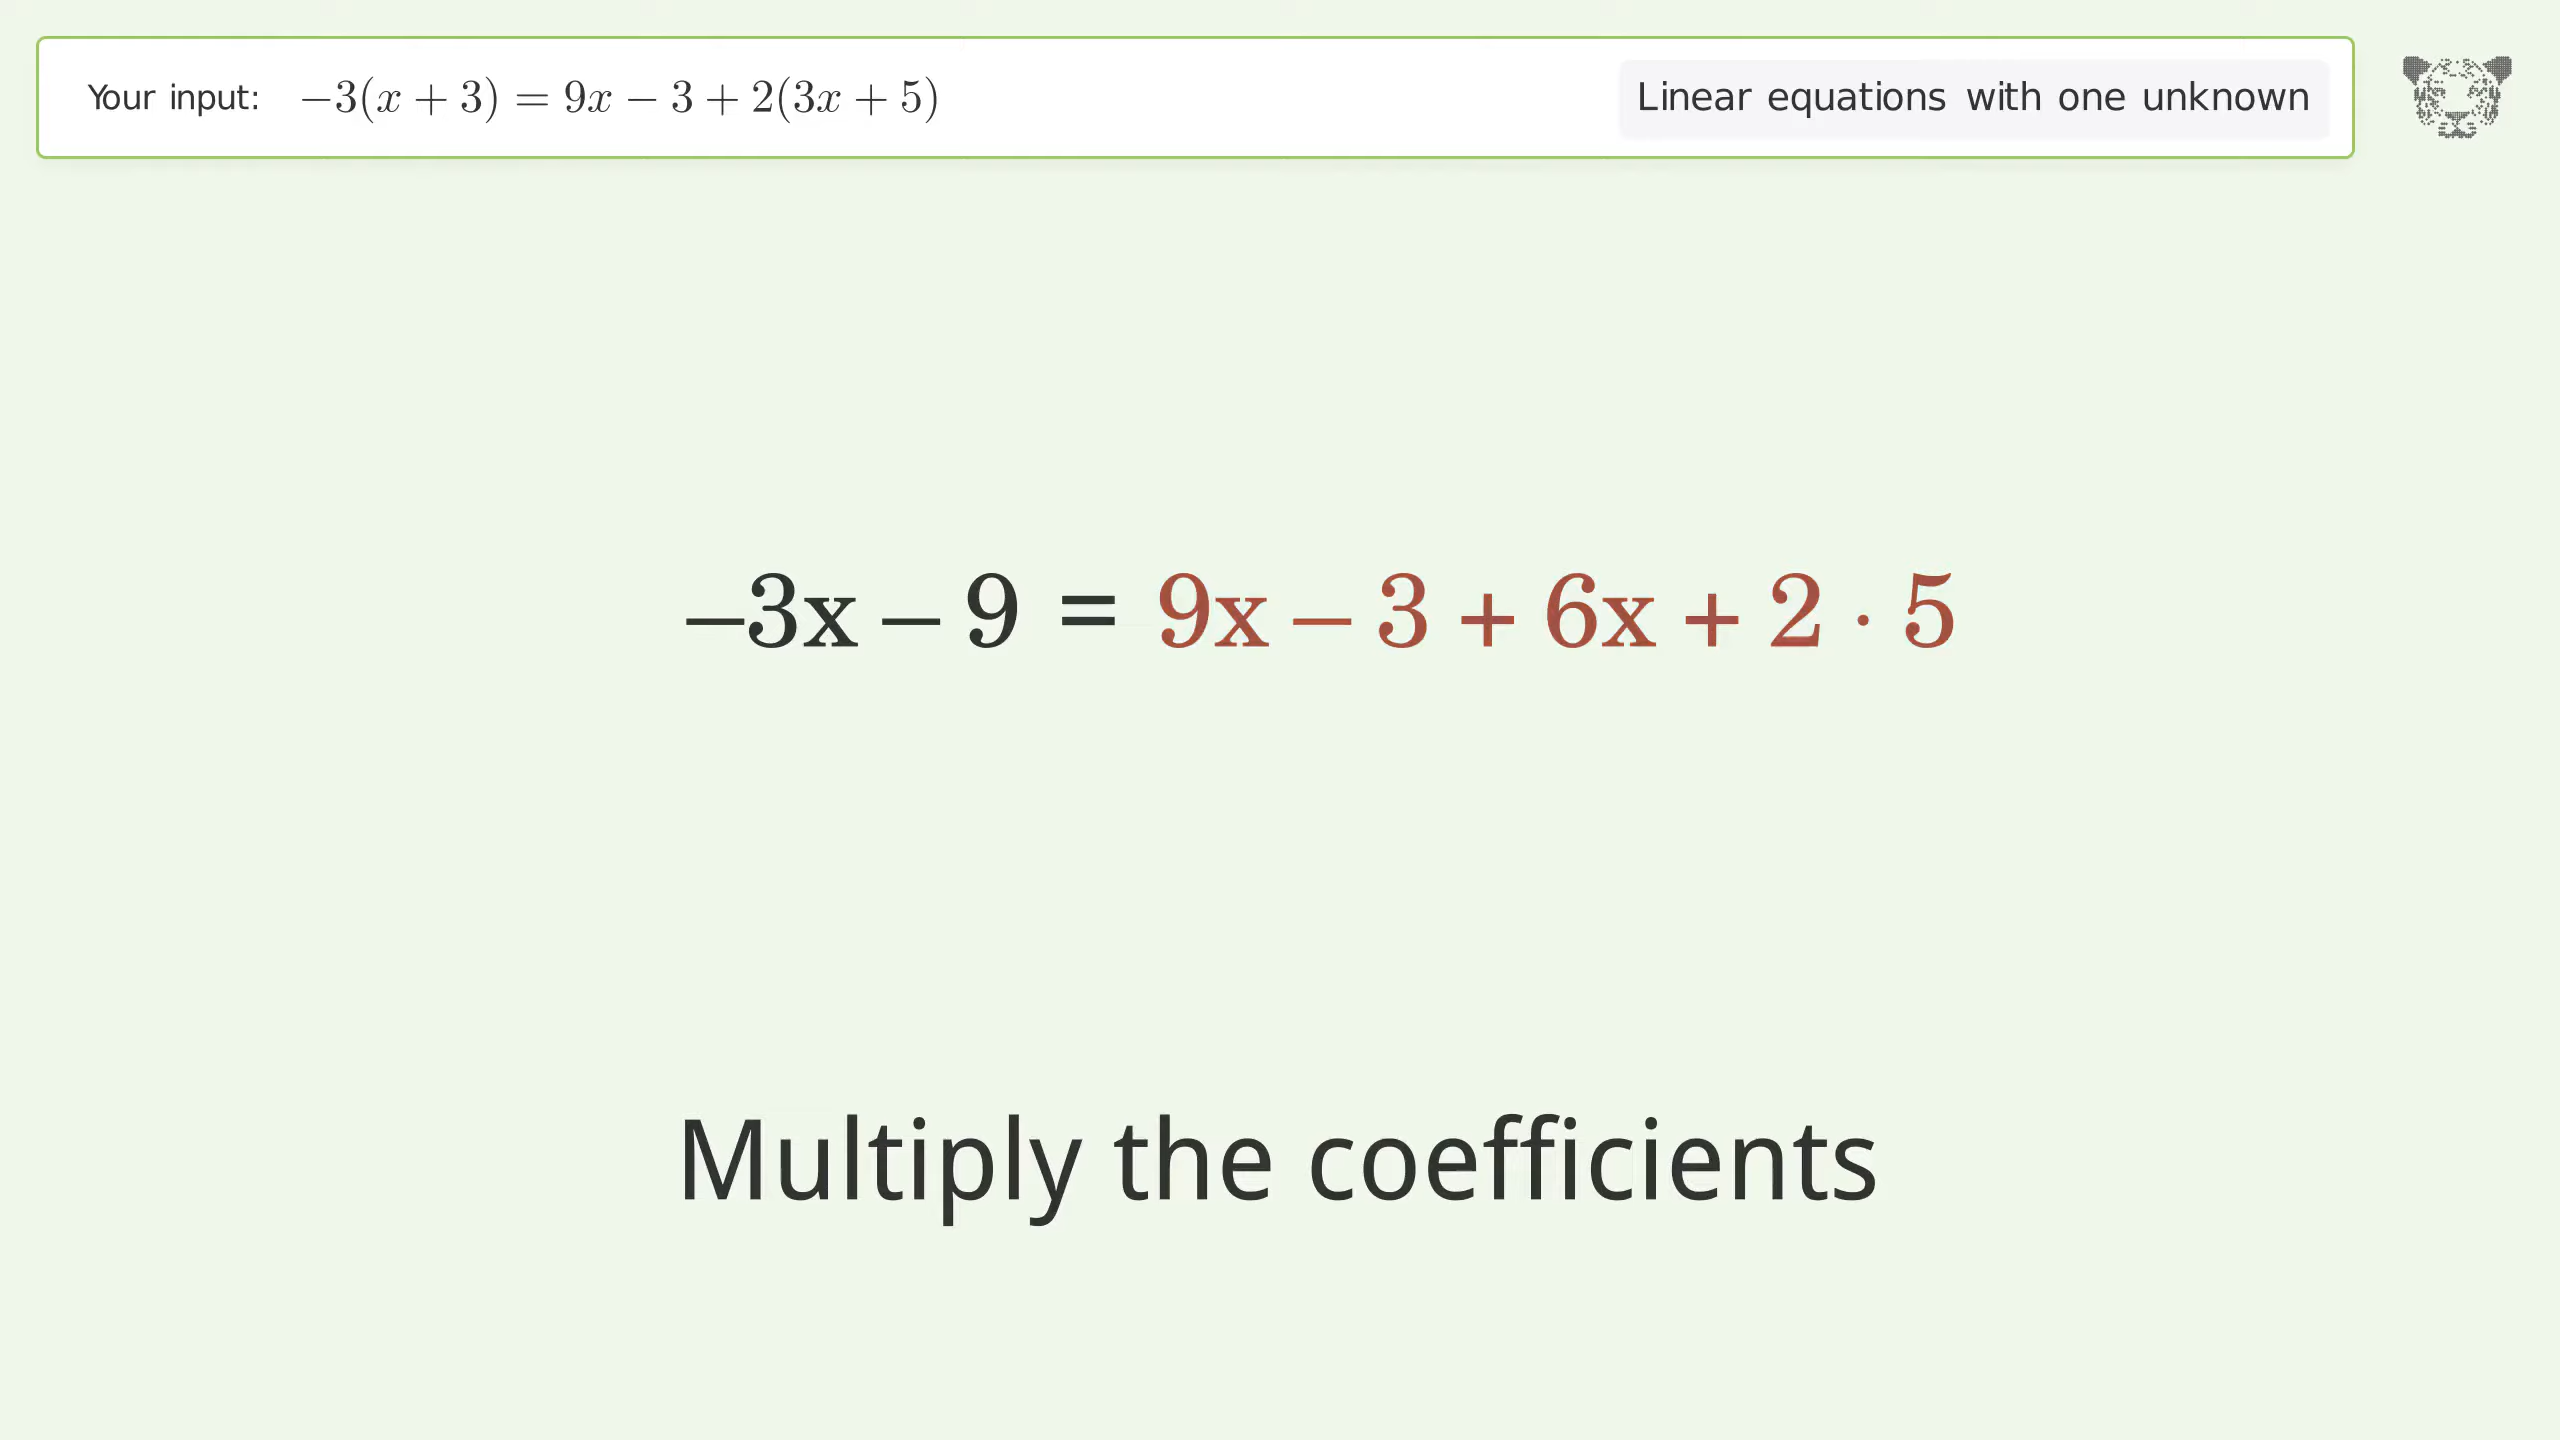 Your input: −3(x + 3) = 9x − 3 + 2(3x + 5)
Linear equations with one unknown
−3x − 9 = 9x − 3 + 6x + 2 · 5
Multiply the coefficients